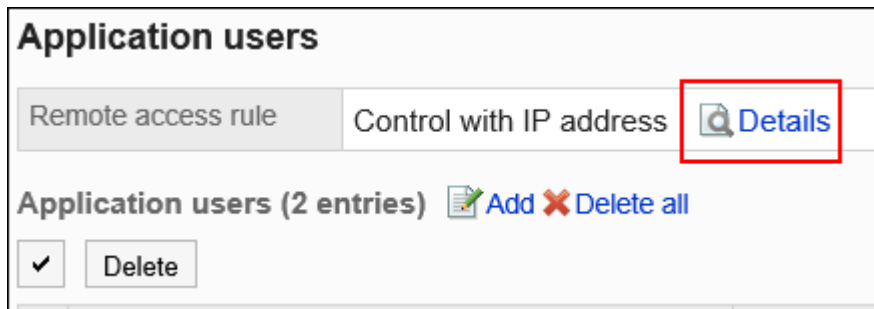 Application users
Remote access rule Control with IP address Details
Application users (2 entries) Add Delete all
Delete